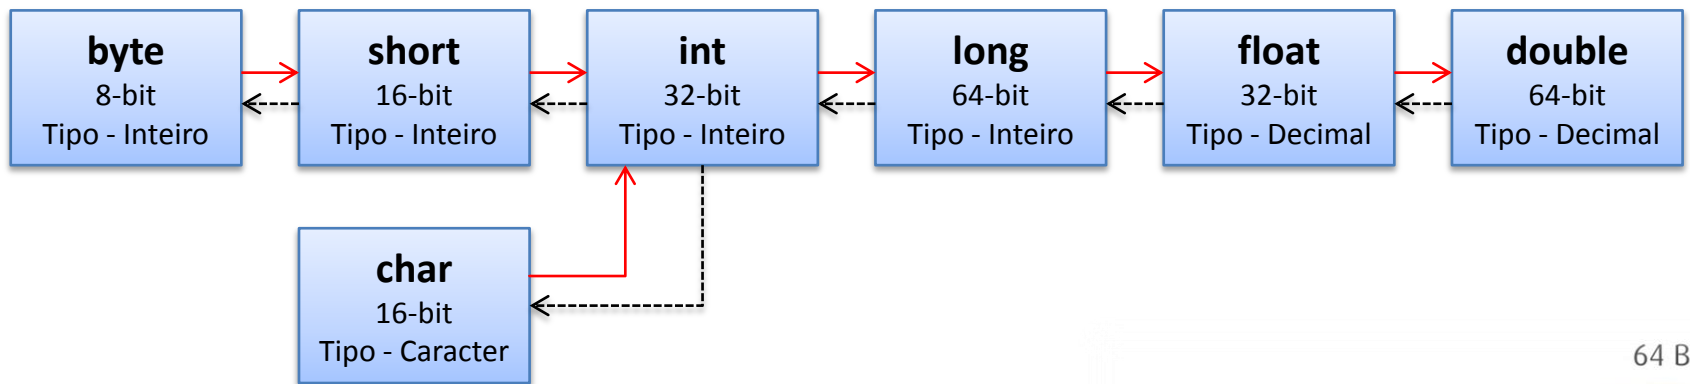 byte
8-bit
Tipo - Inteiro
short
16-bit
Tipo - Inteiro
int
32-bit
Tipo - Inteiro
long
64-bit
Tipo - Inteiro
float
32-bit
Tipo - Decimal
double
64-bit
Tipo - Decimal
char
16-bit
Tipo - Caracter
64 B